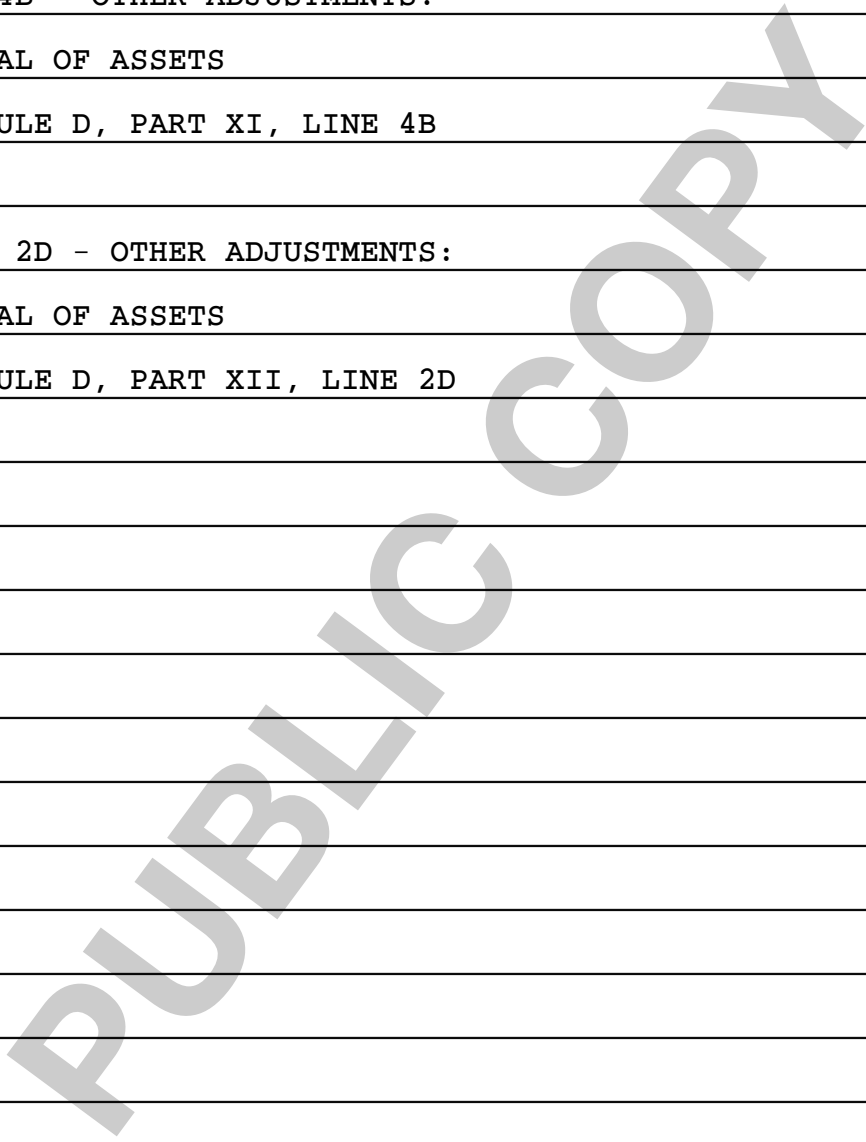 4B - OTHER ADJUSTMENTS:
AL OF ASSETS
ULE D, PART XI, LINE 4B
2D - OTHER ADJUSTMENTS:
AL OF ASSETS
ULE D, PART XII, LINE 2D
PUBLIC COPY